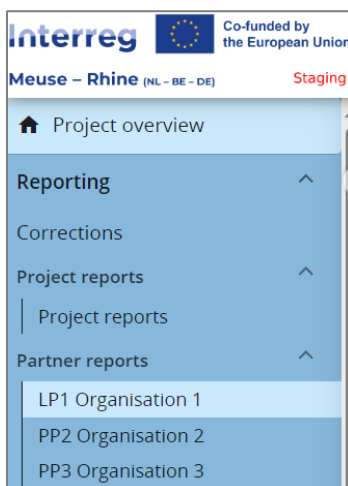 Interreg
Co-funded by
the European Union
Meuse – Rhine (NL – BE – DE)
Staging
Project overview
Reporting
Corrections
Project reports
Project reports
Partner reports
LP1 Organisation 1
PP2 Organisation 2
PP3 Organisation 3